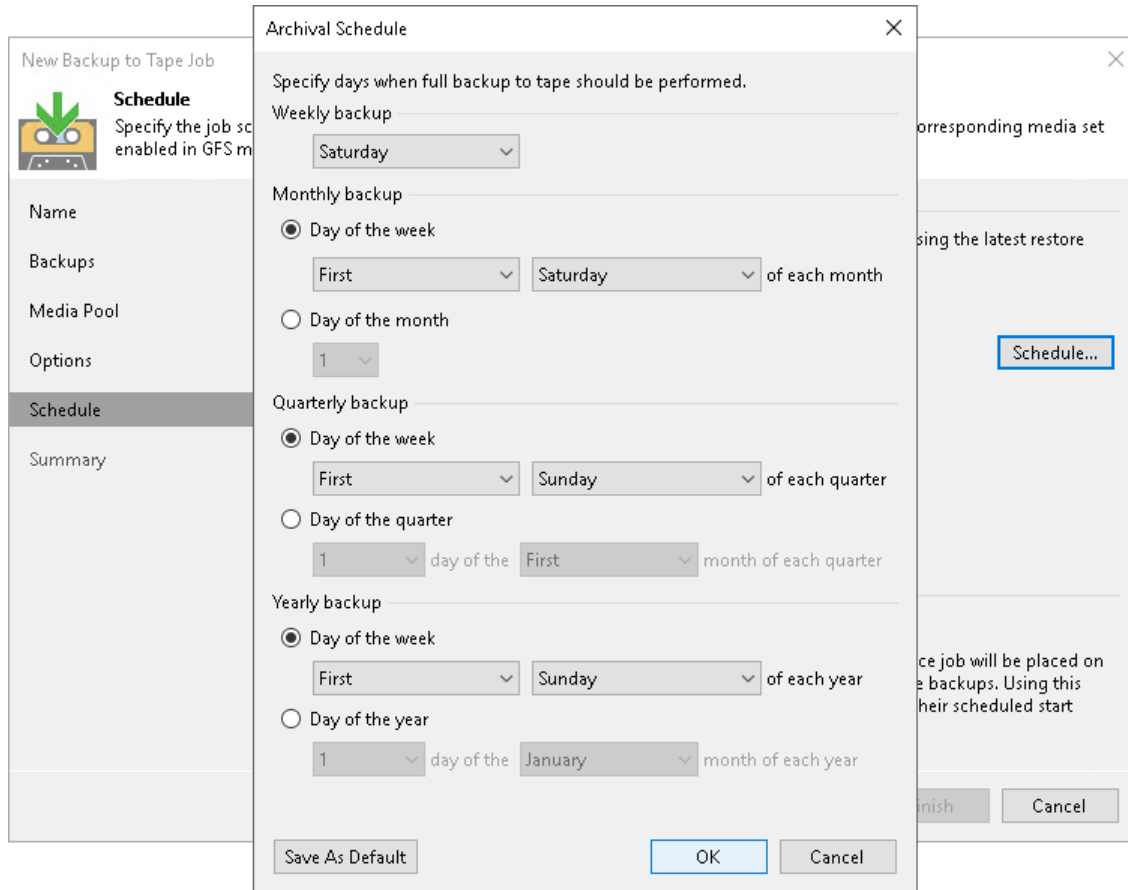 Archival Schedule
New Backup to Tape Job
Schedule
Specify the job sc
enabled in GFS m
orresponding media set
Name
Backups
Media Pool
Options
Schedule
Summary
Specify days when full backup to tape should be performed.
Weekly backup
Saturday
Monthly backup
Day of the week
First Saturday of each month
Day of the month
1
Quarterly backup
Day of the week
First Sunday of each quarter
Day of the quarter
1 day of the First month of each quarter
Yearly backup
Day of the week
First Sunday of each year
Day of the year
1 day of the January month of each year
Save As Default OK Cancel
sing the latest restore
Schedule...
ce job will be placed on
e backups. Using this
heir scheduled start
inish Cancel